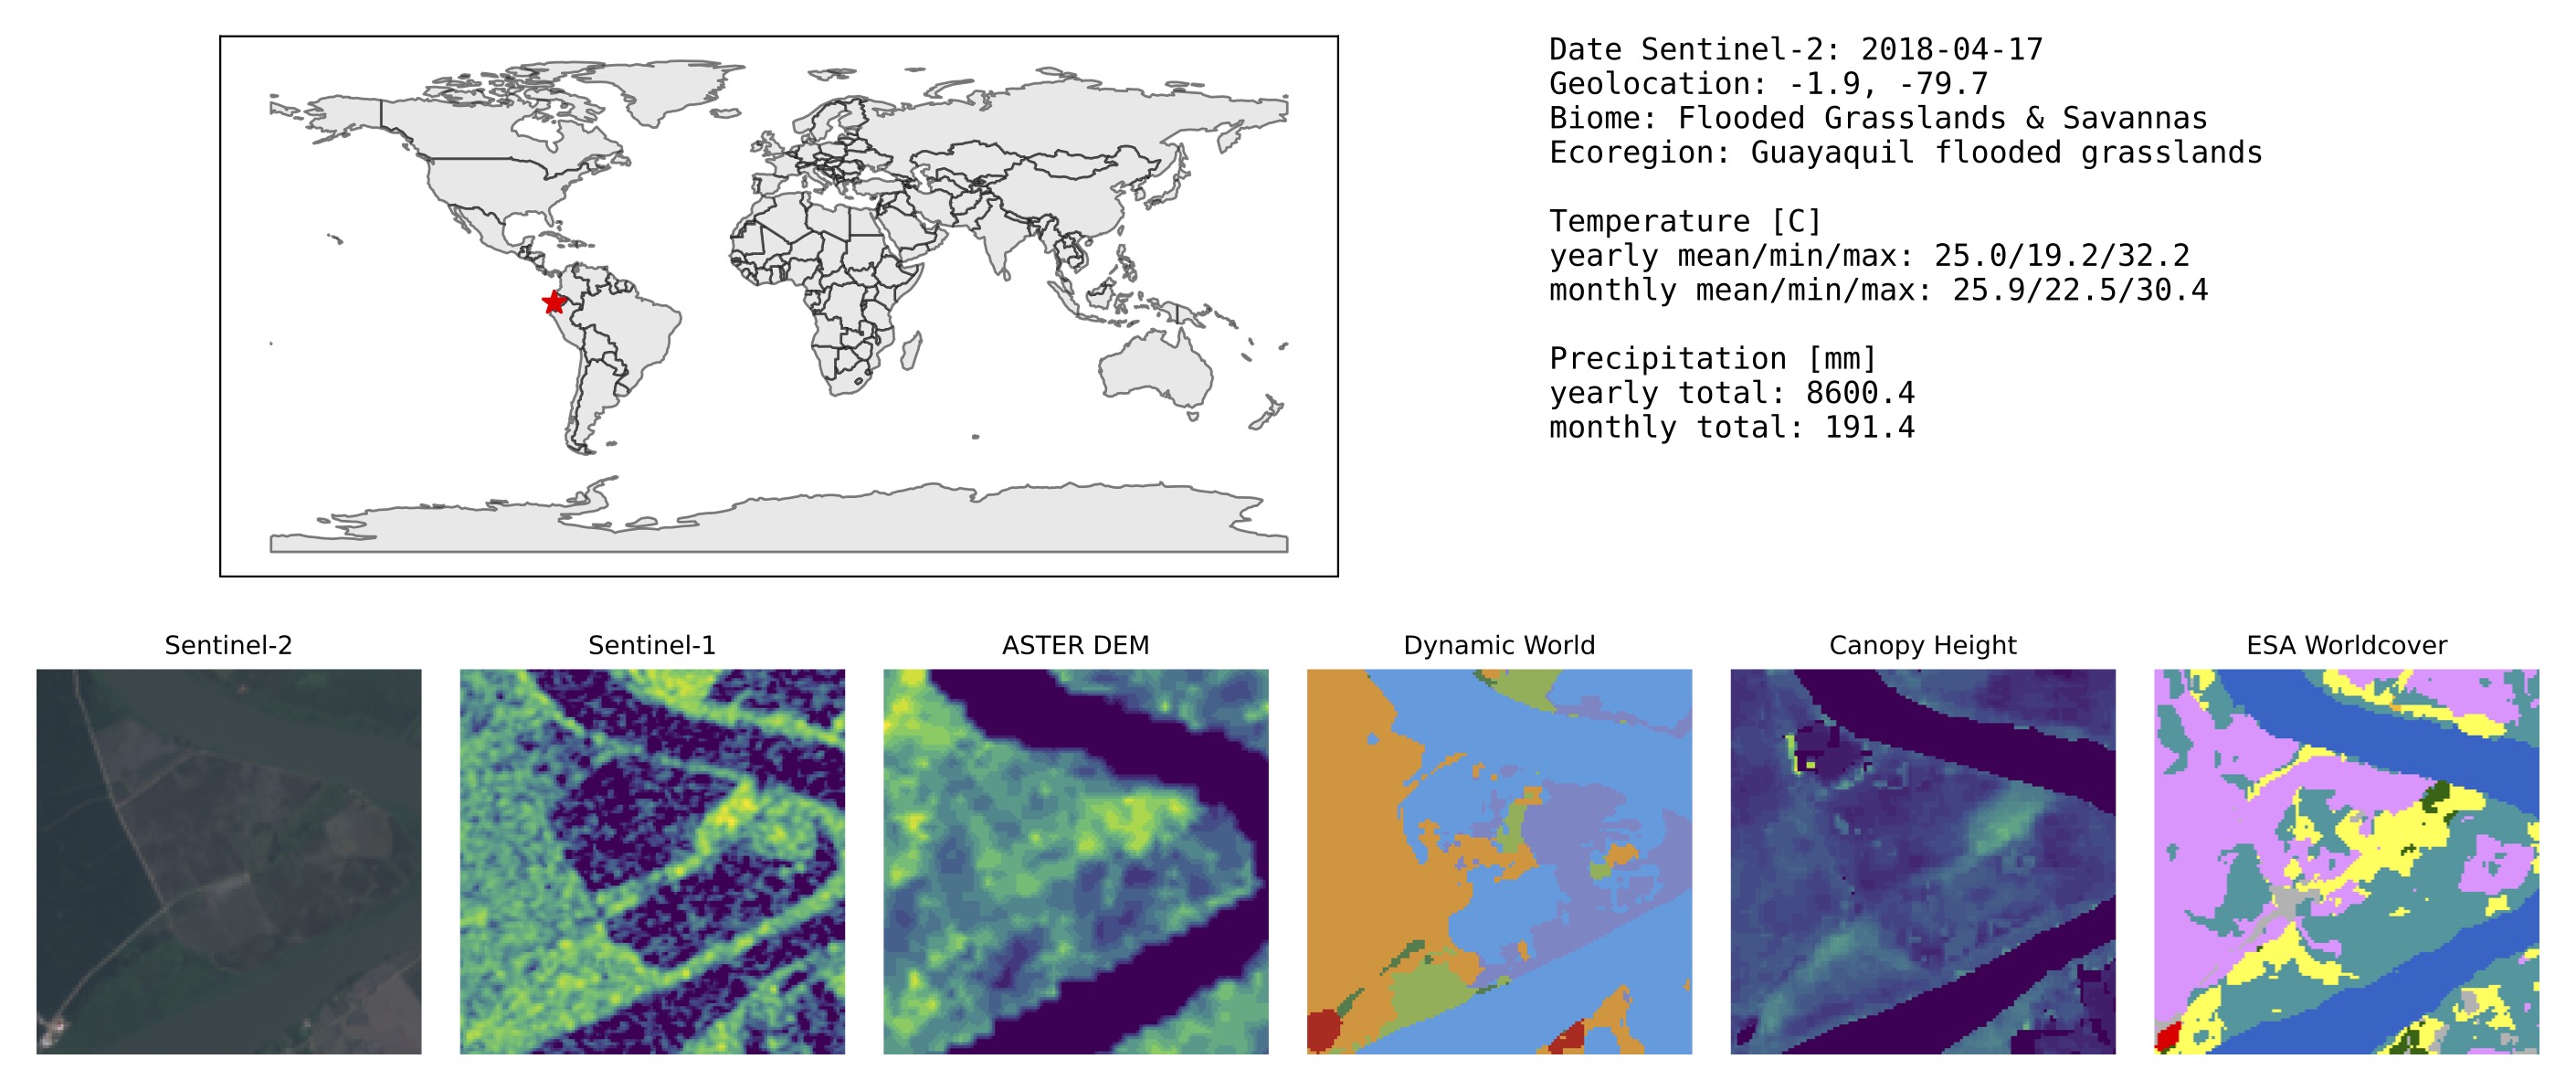 Date Sentinel-2: 2018-04-17
Geolocation: -1.9, -79.7
Biome: Flooded Grasslands & Savannas
Ecoregion: Guayaquil flooded grasslands
Temperature [C]
yearly mean/min/max: 25.0/19.2/32.2
monthly mean/min/max: 25.9/22.5/30.4
Precipitation [mm]
yearly total: 8600.4
monthly total: 191.4
Sentinel-2
Sentinel-1
ASTER DEM
Dynamic World
Canopy Height
ESA Worldcover